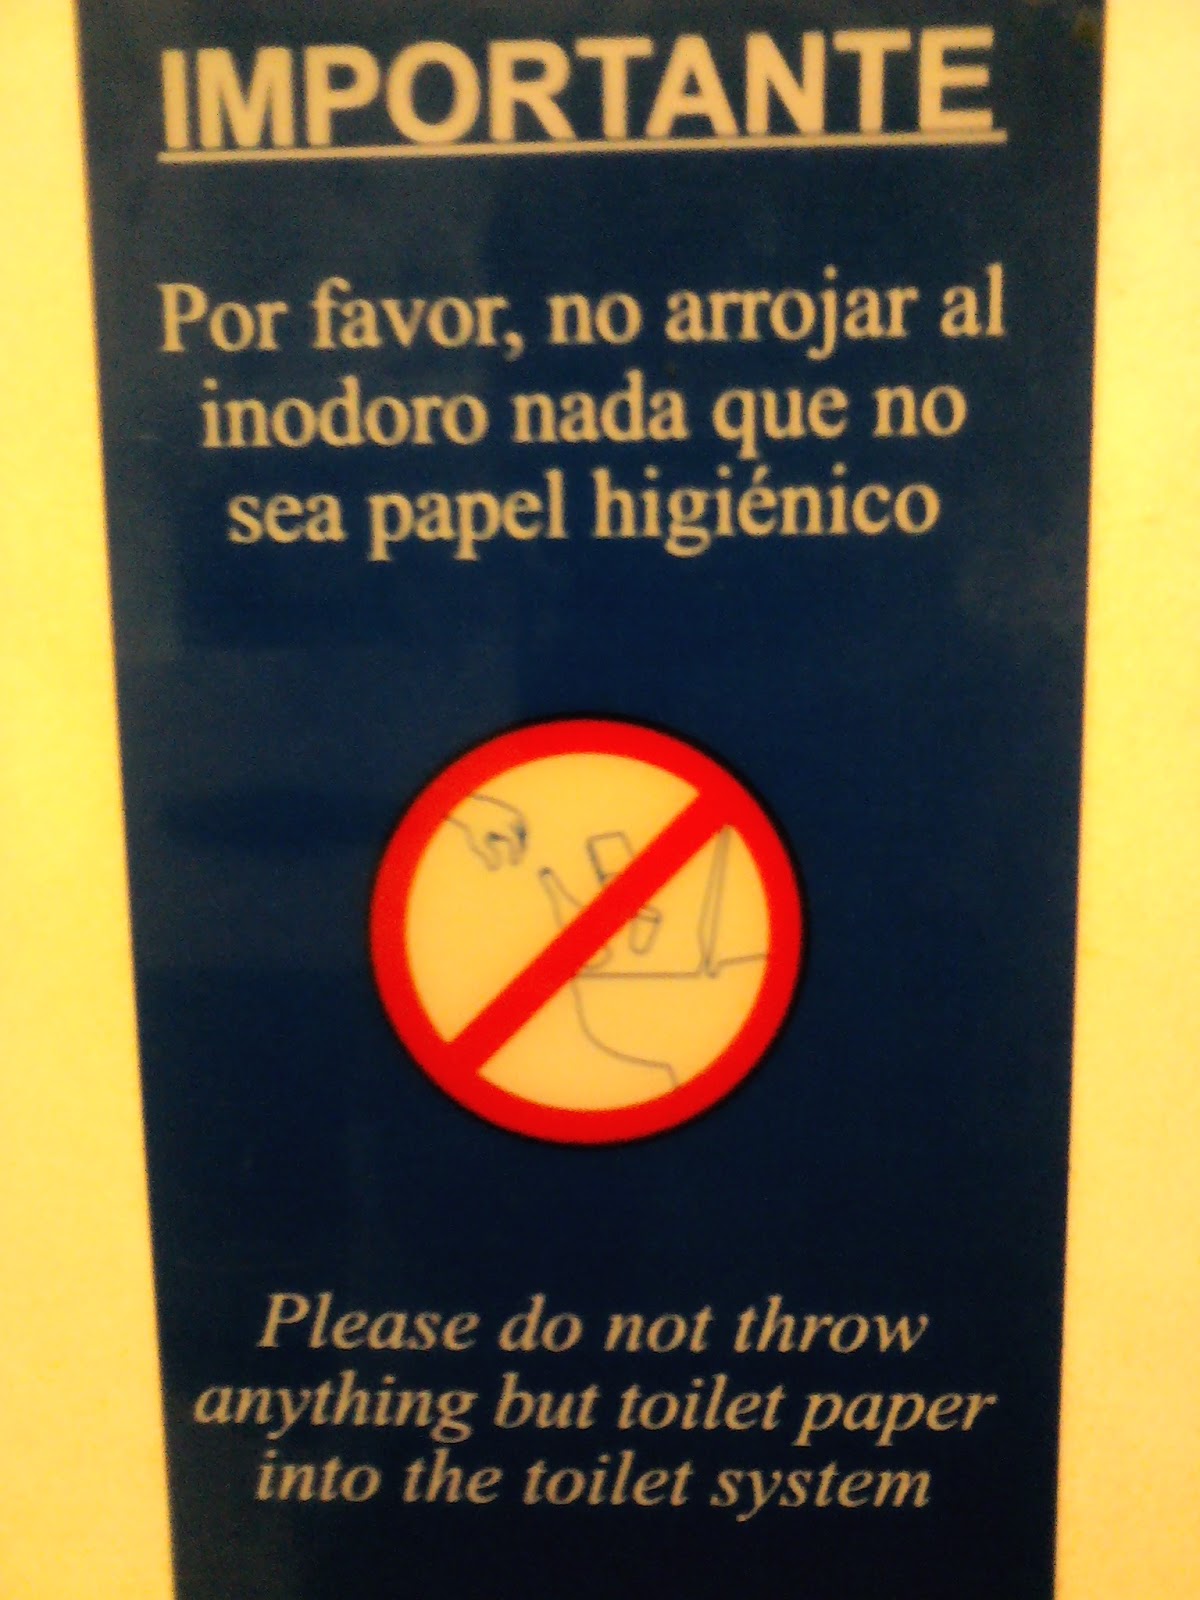 IMPORTANTE
Por favor, no arrojar al
inodoro nada que no
sea papel higiénico
Please do not throw
anything but toilet paper
into the toilet system